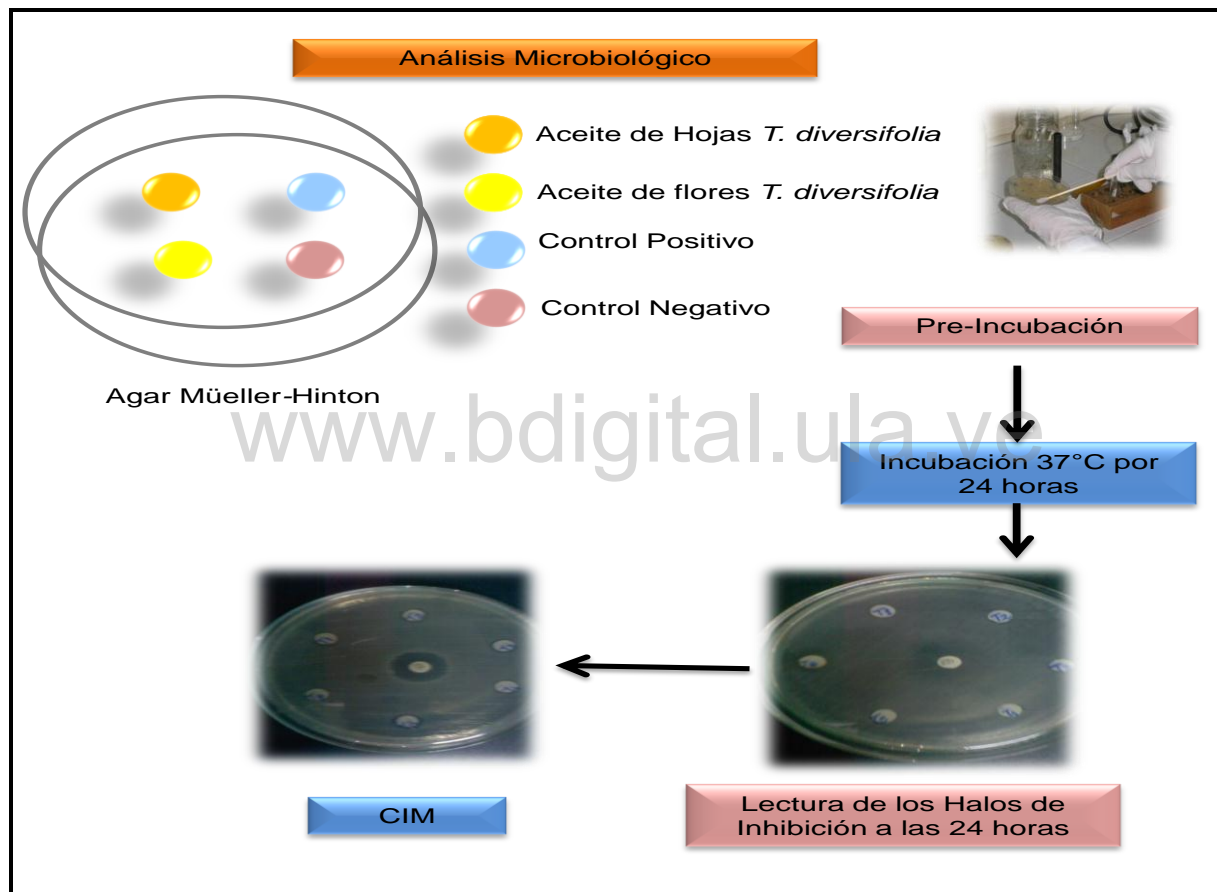 Análisis Microbiológico
Aceite de Hojas T. diversifolia
Aceite de flores T. diversifolia
Control Positivo
Control Negativo
Agar Müeller-Hinton
Pre-Incubación
www.bdigital.ula.ve
Incubación 37°C por
24 horas
CIM
Lectura de los Halos de
Inhibición a las 24 horas